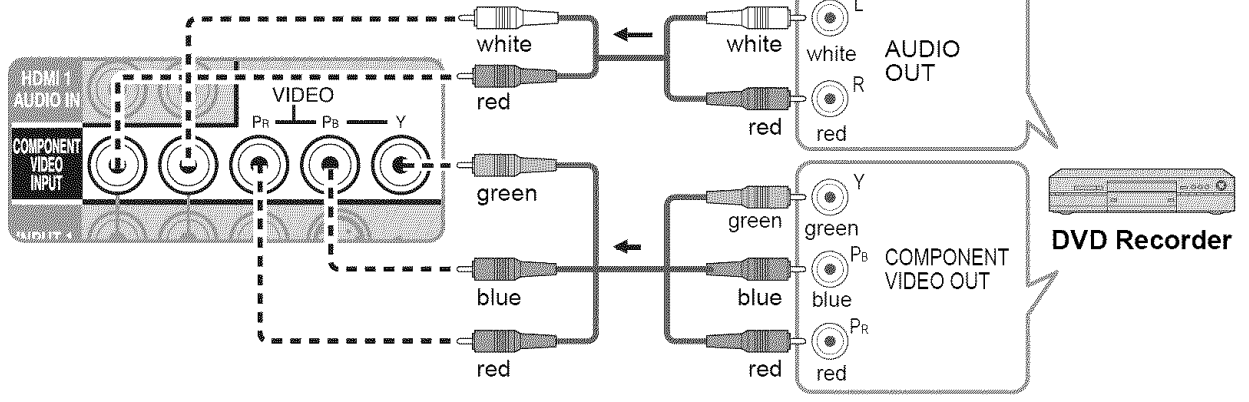 L
white
white
white
AUDIO
OUT
HDMI 1
AUDIO IN
VIDEO
red
R
red
red
PR
PB
Y
COMPONENT
VIDEO
INPUT
green
Y
green
green
DVD Recorder
PB
COMPONENT
VIDEO OUT
blue
blue
blue
PR
red
red
red
INPUT 1